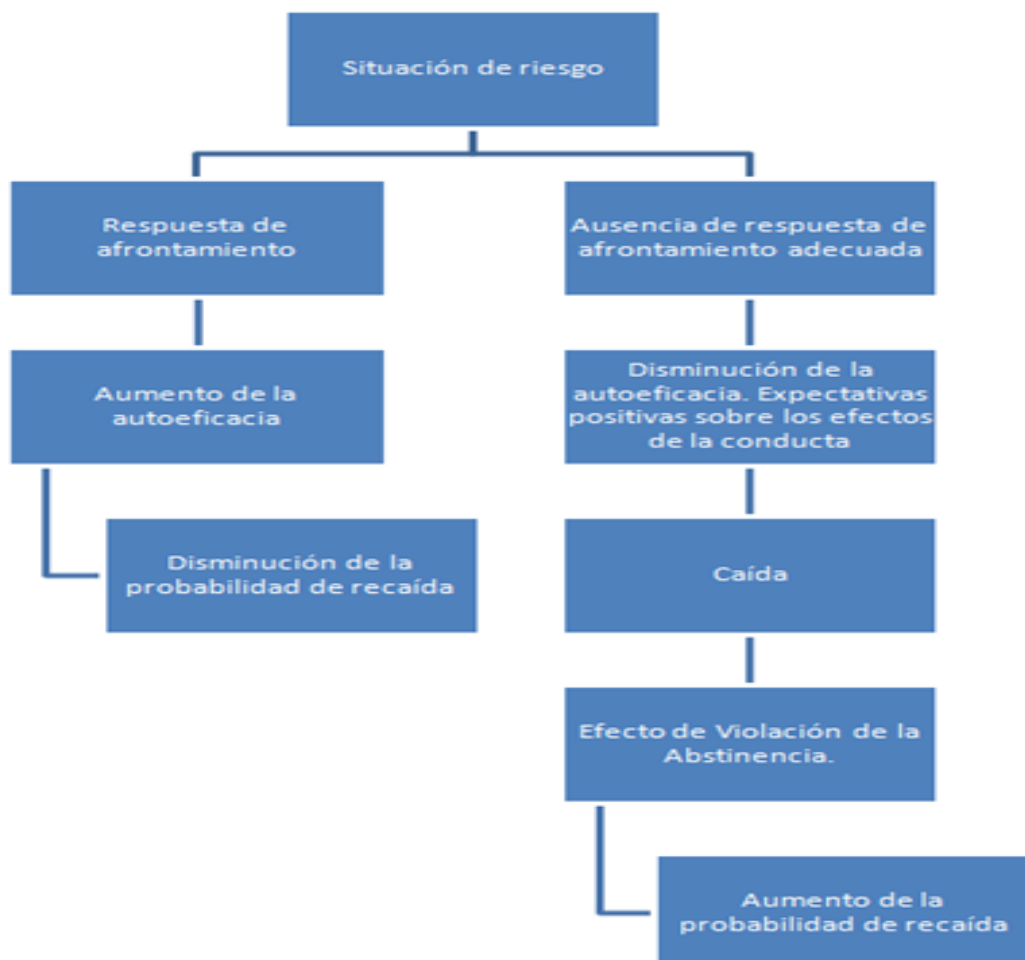 Situación de riesgo
Respuesta de
afrontamiento
Ausencia de respuesta de
afrontamiento adecuada
Aumento de la
autoeficacia
Disminución de la
autoeficacia. Expectativas
positivas sobre los efectos
de la conducta
Disminución de la
probabilidad de recaída
Caída
Efecto de Violación de la
Abstinencia.
Aumento de la
probabilidad de recaída